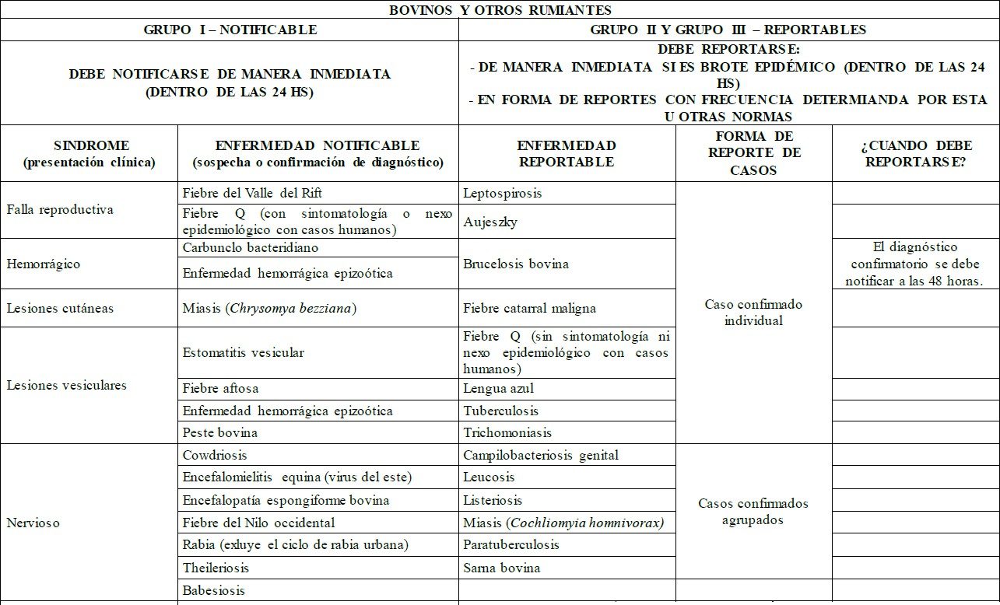 BOVINOS Y OTROS RUMIANTES
GRUPO I – NOTIFICABLE
GRUPO II Y GRUPO III – REPORTABLES
DEBE NOTIFICARSE DE MANERA INMEDIATA
(DENTRO DE LAS 24 HS)
DEBE REPORTARSE:
- DE MANERA INMEDIATA SI ES BROTE EPIDÉMICO (DENTRO DE LAS 24
HS)
- EN FORMA DE REPORTES CON FRECUENCIA DETERMIANDA POR ESTA
U OTRAS NORMAS
SINDROME
(presentación clínica)
ENFERMEDAD NOTIFICABLE
(sospecha o confirmación de diagnóstico)
ENFERMEDAD
REPORTABLE
FORMA DE
REPORTE DE
CASOS
¿CUANDO DEBE
REPORTARSE?
Falla reproductiva
Fiebre del Valle del Rift
Leptospirosis
Fiebre Q (con sintomatología o nexo
epidemiológico con casos humanos)
Aujeszky
Hemorrágico
Carbunclo bacteridiano
Enfermedad hemorrágica epizoótica
Brucelosis bovina
El diagnóstico
confirmatorio se debe
notificar a las 48 horas.
Lesiones cutáneas
Miasis (Chrysomya bezziana)
Fiebre catarral maligna
Caso confirmado
individual
Lesiones vesiculares
Estomatitis vesicular
Fiebre Q (sin sintomatología ni
nexo epidemiológico con casos
humanos)
Fiebre aftosa
Lengua azul
Enfermedad hemorrágica epizoótica
Tuberculosis
Peste bovina
Trichomoniasis
Nervioso
Cowdriosis
Campilobacteriosis genital
Encefalomielitis equina (virus del este)
Leucosis
Encefalopatía espongiforme bovina
Listeriosis
Casos confirmados
agrupados
Fiebre del Nilo occidental
Miasis (Cochliomyia homnivorax)
Rabia (exluye el ciclo de rabia urbana)
Paratuberculosis
Theileriosis
Sarna bovina
Babesiosis